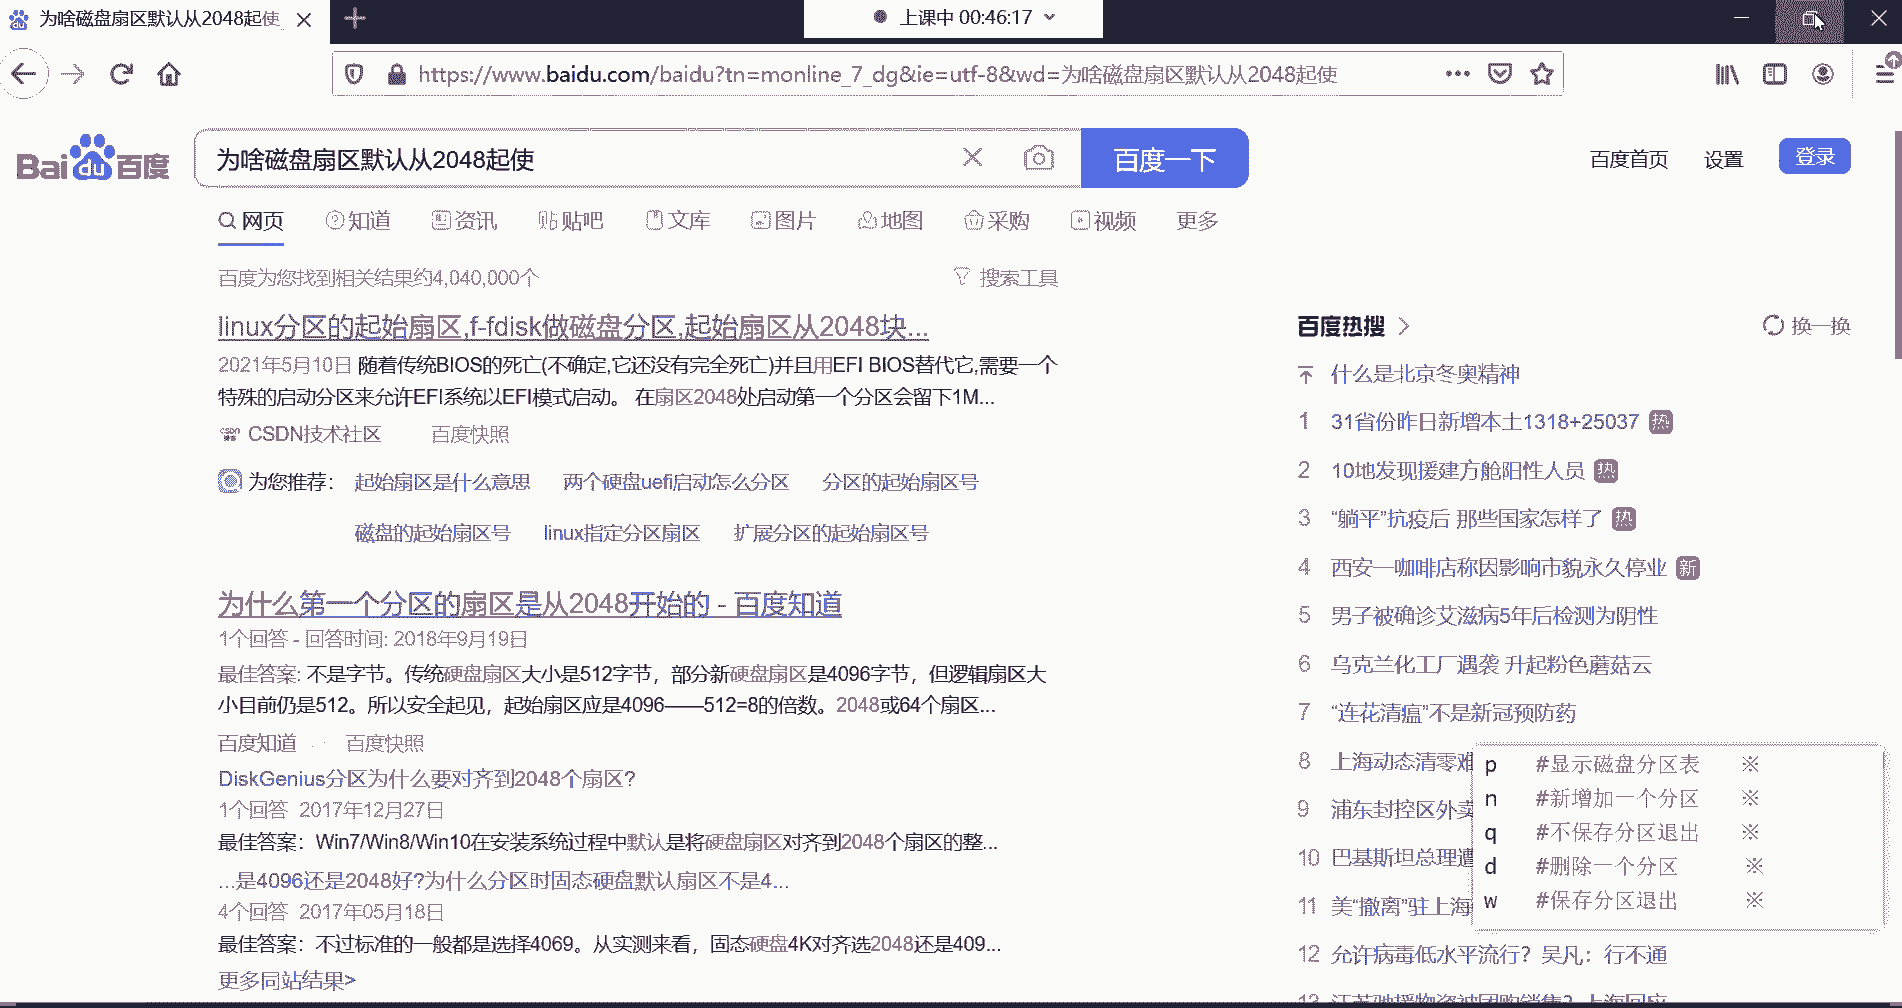 为啥磁盘扇区默认从2048起使
上课中 00:46:17
https://www.baidu.com/baidu?tn=monline_7_dg&ie=utf-8&wd=为啥磁盘扇区默认从2048起使
Bai du 百度
为啥磁盘扇区默认从2048起使
百度一下
百度首页 设置 登录
网页 知道 资讯 贴吧 文库 图片 地图 采购 视频 更多
百度为您找到相关结果约4,040,000个
搜索工具
linux分区的起始扇区,f-fdisk做磁盘分区,起始扇区从2048块...
2021年5月10日 随着传统BIOS的死亡(不确定,它还没有完全死亡)并且用EFI BIOS替代它,需要一个
特殊的启动分区来允许EFI系统以EFI模式启动。 在扇区2048处启动第一个分区会留下1M...
CSDN技术社区 百度快照
为您推荐： 起始扇区是什么意思 两个硬盘uefi启动怎么分区 分区的起始扇区号
磁盘的起始扇区号 linux指定分区扇区 扩展分区的起始扇区号
为什么第一个分区的扇区是从2048开始的 - 百度知道
1个回答 - 回答时间: 2018年9月19日
最佳答案: 不是字节。传统硬盘扇区大小是512字节，部分新硬盘扇区是4096字节，但逻辑扇区大
小目前仍是512。所以安全起见，起始扇区应是4096——512=8的倍数。2048或64个扇区...
百度知道 百度快照
DiskGenius分区为什么要对齐到2048个扇区?
1个回答 2017年12月27日
最佳答案：Win7/Win8/Win10在安装系统过程中默认是将硬盘扇区对齐到2048个扇区的整...
...是4096还是2048好?为什么分区时固态硬盘默认扇区不是4...
4个回答 2017年05月18日
最佳答案：不过标准的一般都是选择4069。从实测来看，固态硬盘4K对齐选2048还是409...
更多同站结果>
百度热搜
换一换
什么是北京冬奥精神
1 31省份昨日新增本土1318+25037 热
2 10地发现援建方舱阳性人员 热
3 “躺平”抗疫后 那些国家怎样了 热
4 西安一咖啡店称因影响市貌永久停业 新
5 男子被确诊艾滋病5年后检测为阴性
6 乌克兰化工厂遇袭 升起粉色蘑菇云
7 “连花清瘟”不是新冠预防药
8 上海动态清零难
9 浦东封控区外卖
10 巴基斯坦总理遭
11 美“撤离”驻上海
12 允许病毒低水平流行？吴凡：行不通
p #显示磁盘分区表 ※
n #新增加一个分区 ※
q #不保存分区退出 ※
d #删除一个分区 ※
w #保存分区退出 ※